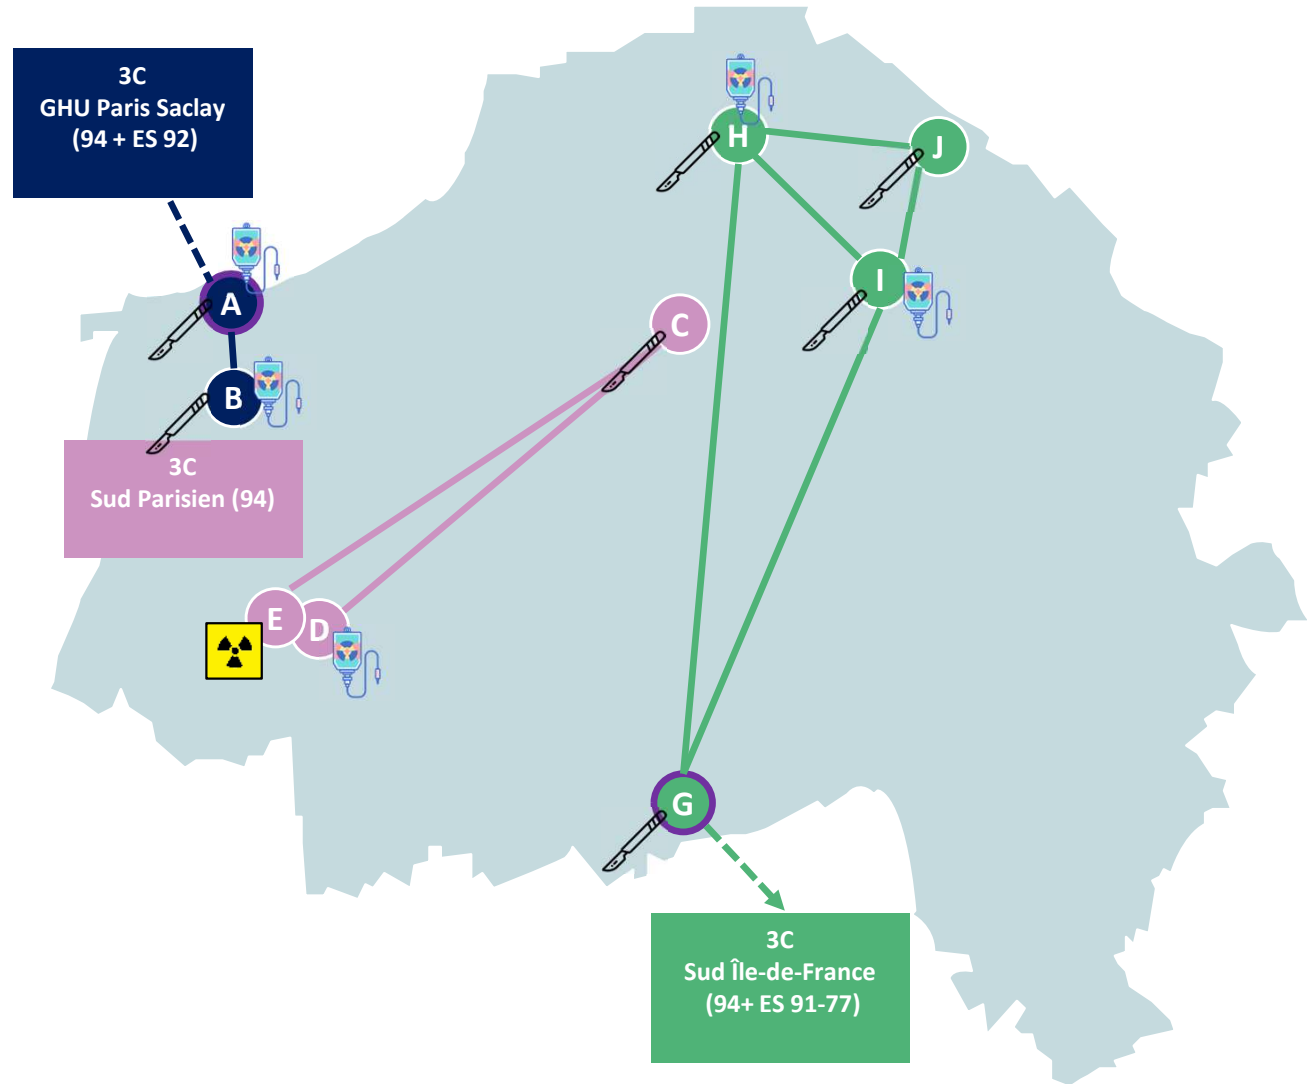 3C
GHU Paris Saclay
(94 + ES 92)
H
J
A
I
C
B
3C
Sud Parisien (94)
E
D
G
3C
Sud Île-de-France
(94+ ES 91-77)